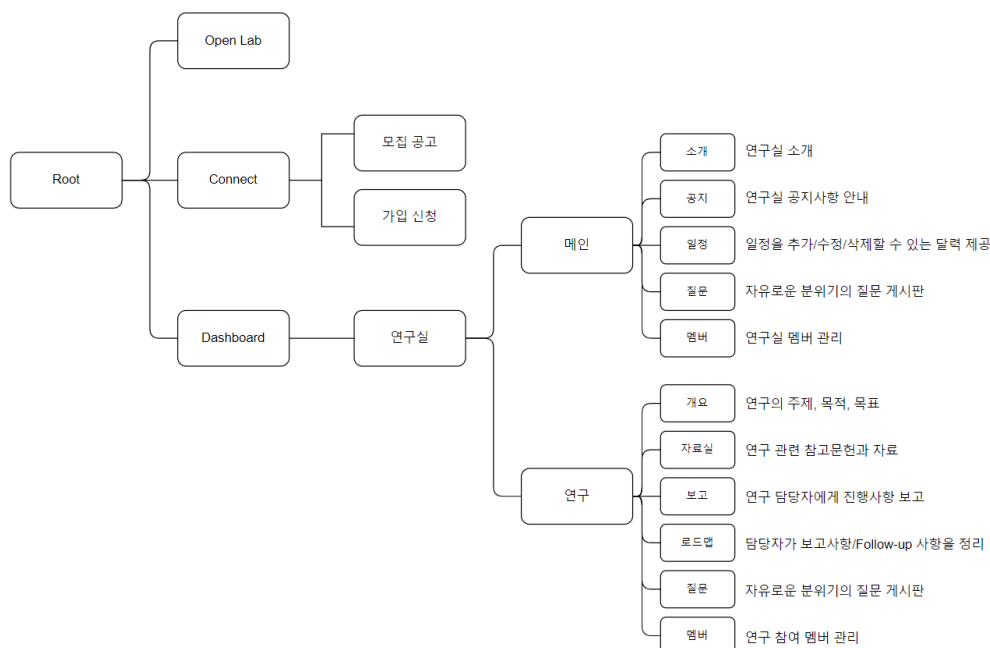 Open Lab
Root
Connect
모집 공고
가입 신청
Dashboard
연구실
메인
소개 연구실 소개
공지 연구실 공지사항 안내
일정 일정을 추가/수정/삭제할 수 있는 달력 제공
질문 자유로운 분위기의 질문 게시판
멤버 연구실 멤버 관리
연구
개요 연구의 주제, 목적, 목표
자료실 연구 관련 참고문헌과 자료
보고 연구 담당자에게 진행사항 보고
로드맵 담당자가 보고사항/Follow-up 사항을 정리
질문 자유로운 분위기의 질문 게시판
멤버 연구 참여 멤버 관리